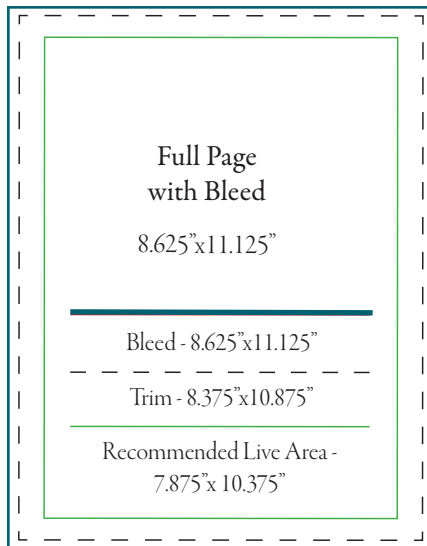 Full Page
with Bleed
8.625”x11.125”
Bleed - 8.625”x11.125”
Trim - 8.375”x10.875”
Recommended Live Area -
7.875”x 10.375”